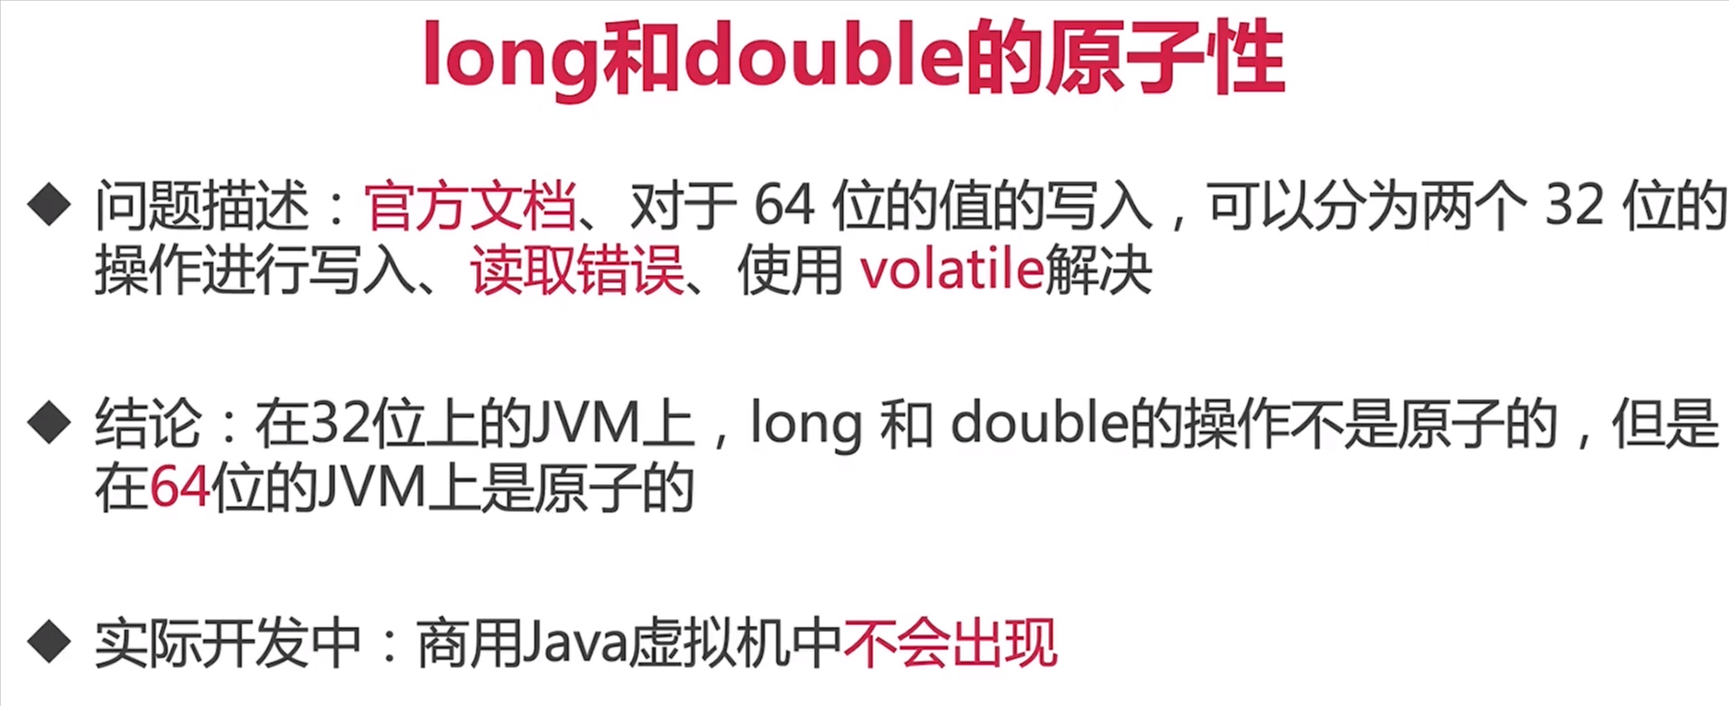 long和double的原子性
◆ 问题描述：官方文档、对于 64 位的值的写入，可以分为两个 32 位的
操作进行写入、读取错误、使用 volatile解决
◆ 结论：在32位上的JVM上，long 和 double的操作不是原子的，但是
在64位的JVM上是原子的
◆ 实际开发中：商用Java虚拟机中不会出现